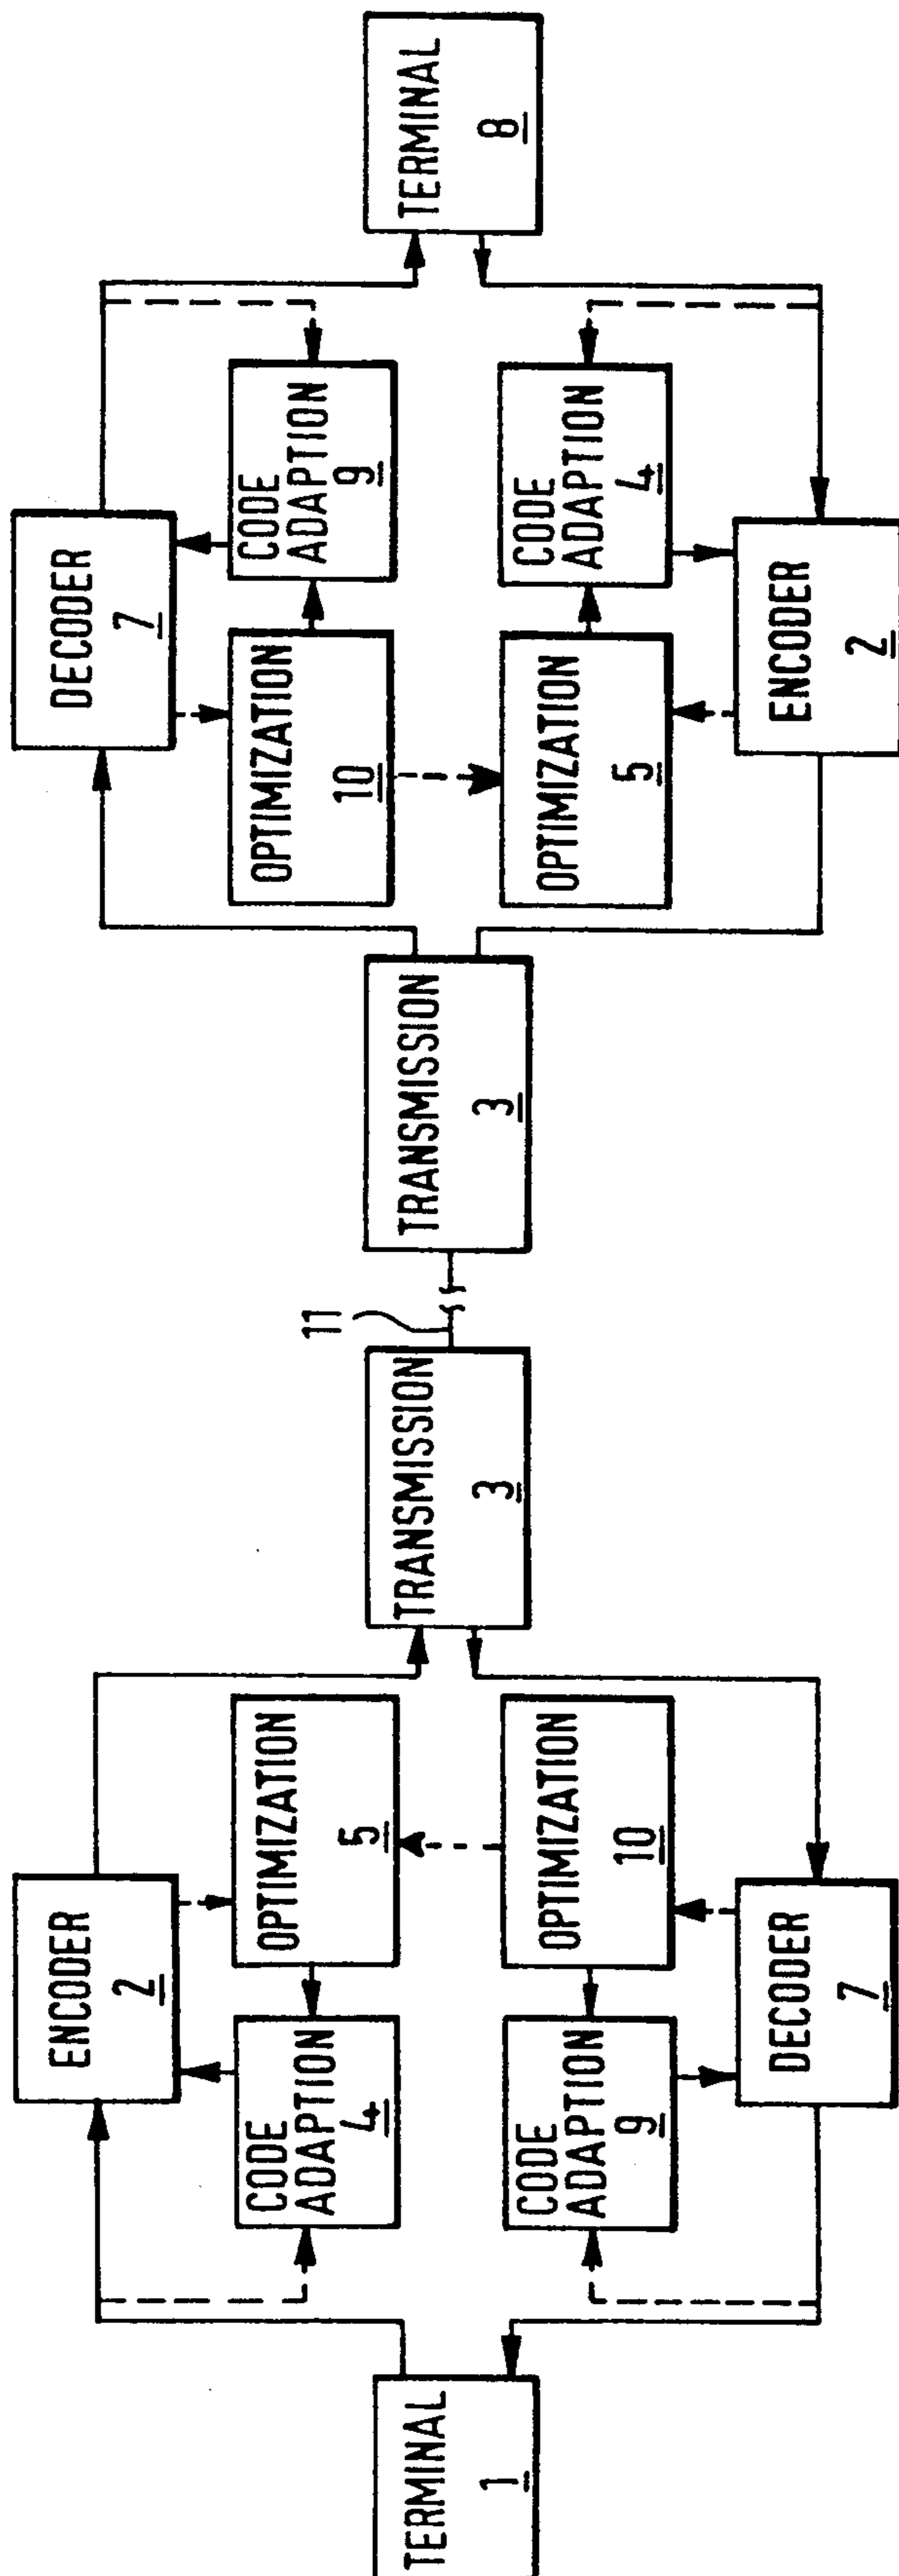 TERMINAL
1
ENCODER
2
CODE
ADAPTION
4
OPTIMIZATION
5
CODE
ADAPTION
9
OPTIMIZATION
10
DECODER
7
TRANSMISSION
3
11
TRANSMISSION
3
DECODER
7
OPTIMIZATION
10
CODE
ADAPTION
9
OPTIMIZATION
5
CODE
ADAPTION
4
ENCODER
2
TERMINAL
8